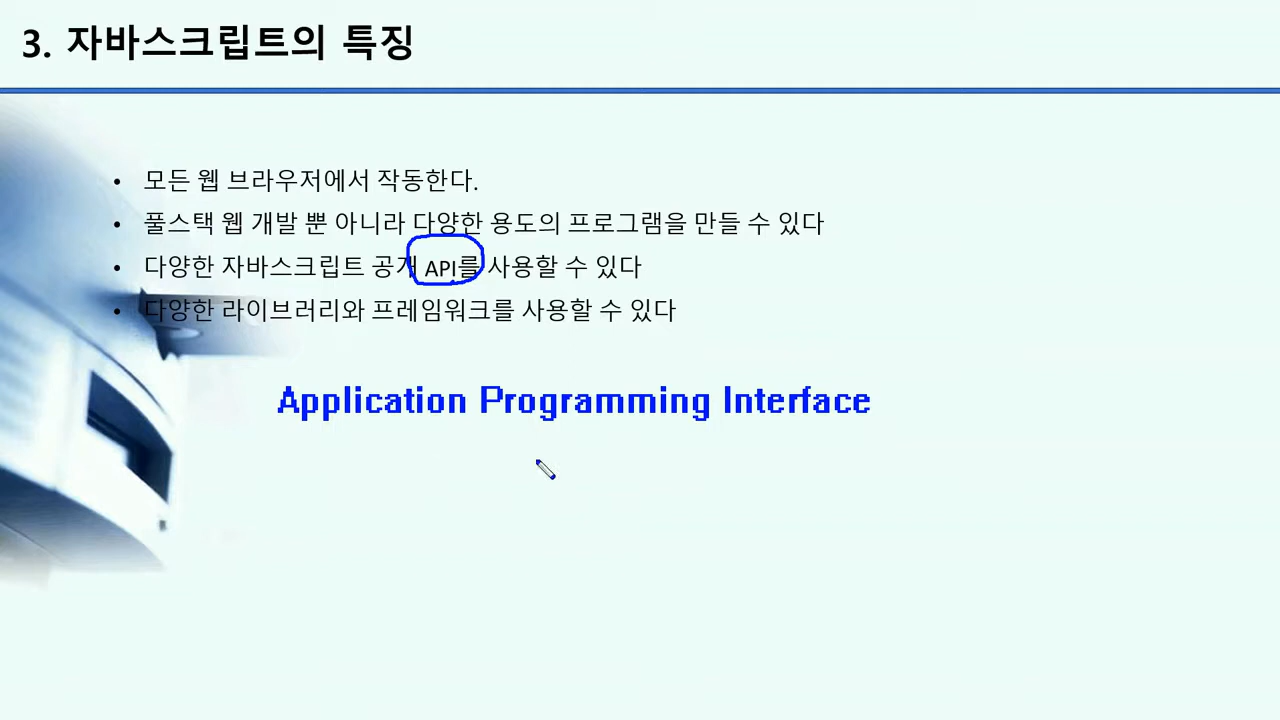 3. 자바스크립트의 특징
• 모든 웹 브라우저에서 작동한다.
• 풀스택 웹 개발 뿐 아니라 다양한 용도의 프로그램을 만들 수 있다
• 다양한 자바스크립트 공개 API를 사용할 수 있다
• 다양한 라이브러리와 프레임워크를 사용할 수 있다
Application Programming Interface